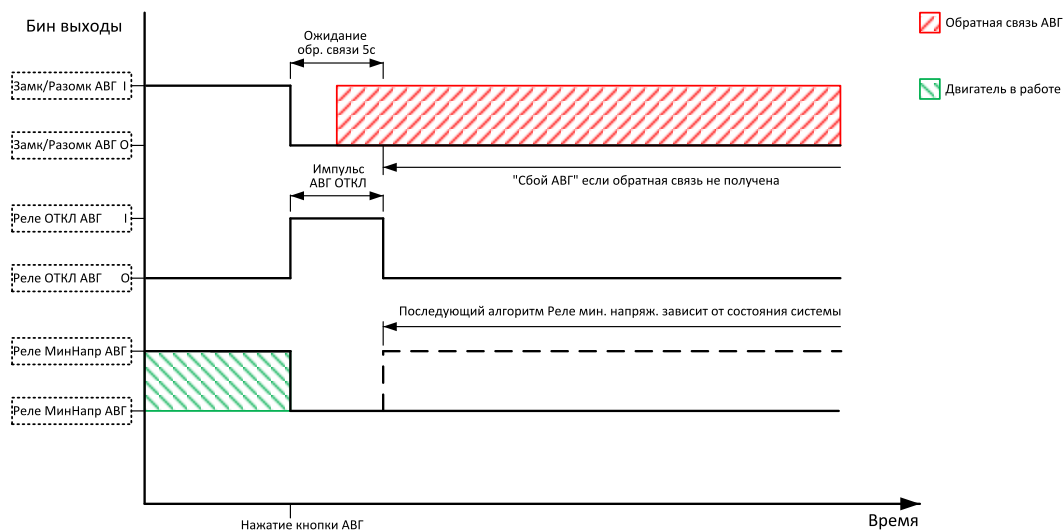 Бин выходы
Ожидание
обр. связи 5с
Обратная связь АВГ
Двигатель в работе
Замк/Разомк АВГ I
Замк/Разомк АВГ О
"Сбой АВГ" если обратная связь не получена
Импульс
АВГ ОТКЛ
Реле ОТКЛ АВГ I
Реле ОТКЛ АВГ О
Последующий алгоритм Реле мин. напряж. зависит от состояния системы
Реле МинНапр АВГ
Реле МинНапр АВГ
Время
Нажатие кнопки АВГ